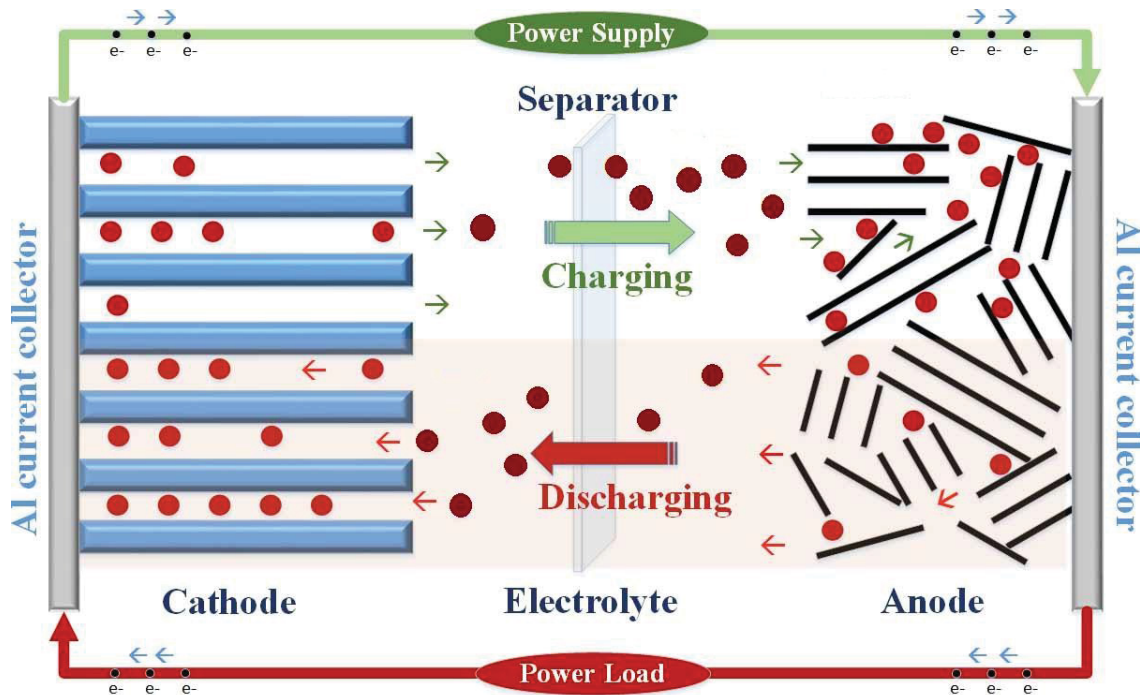 Power Supply
e- e- e-
e- e- e-
Separator
Al current collector
Charging
Al current collector
Discharging
Cathode
Electrolyte
Anode
Power Load
e- e- e-
e- e- e-